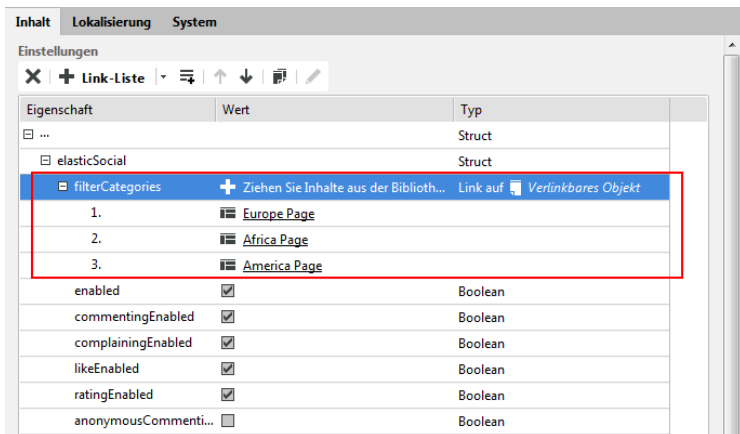 Inhalt Lokalisierung System
Einstellungen
Link-Liste
Eigenschaft Wert Typ
... Struct
elasticSocial Struct
filterCategories Ziehen Sie Inhalte aus der Biblioth... Link auf Verlinkbares Objekt
1. Europe Page
2. Africa Page
3. America Page
enabled Boolean
commentingEnabled Boolean
complainingEnabled Boolean
likeEnabled Boolean
ratingEnabled Boolean
anonymousCommenti... Boolean